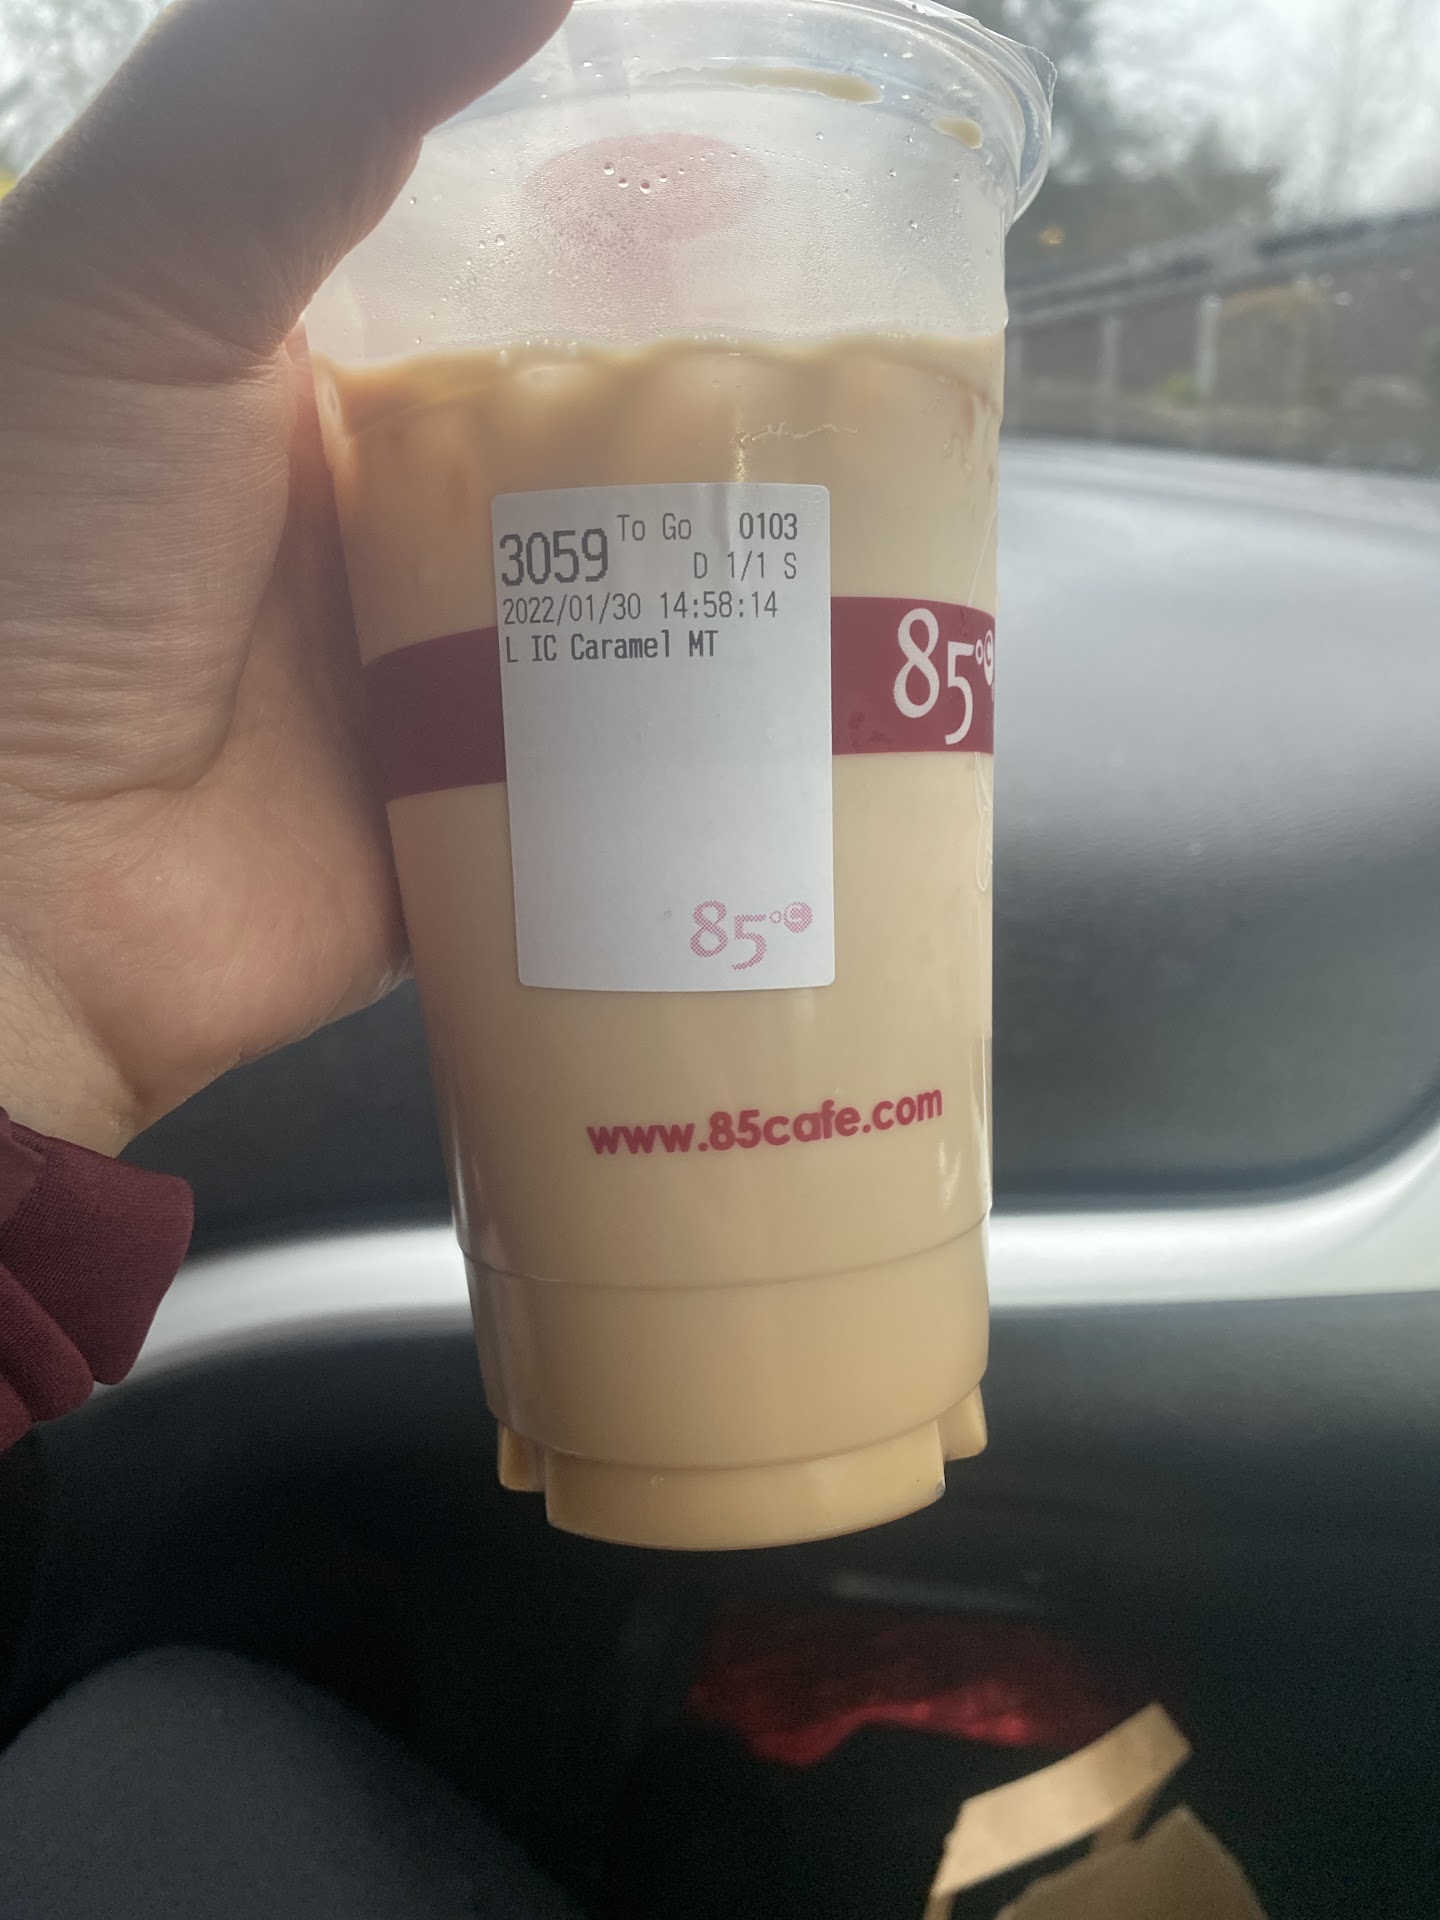 3059 To Go 0103
D 1/1 S
2022/01/30 14:58:14
L IC Caramel MT
85°C
85°C
www.85cafe.com